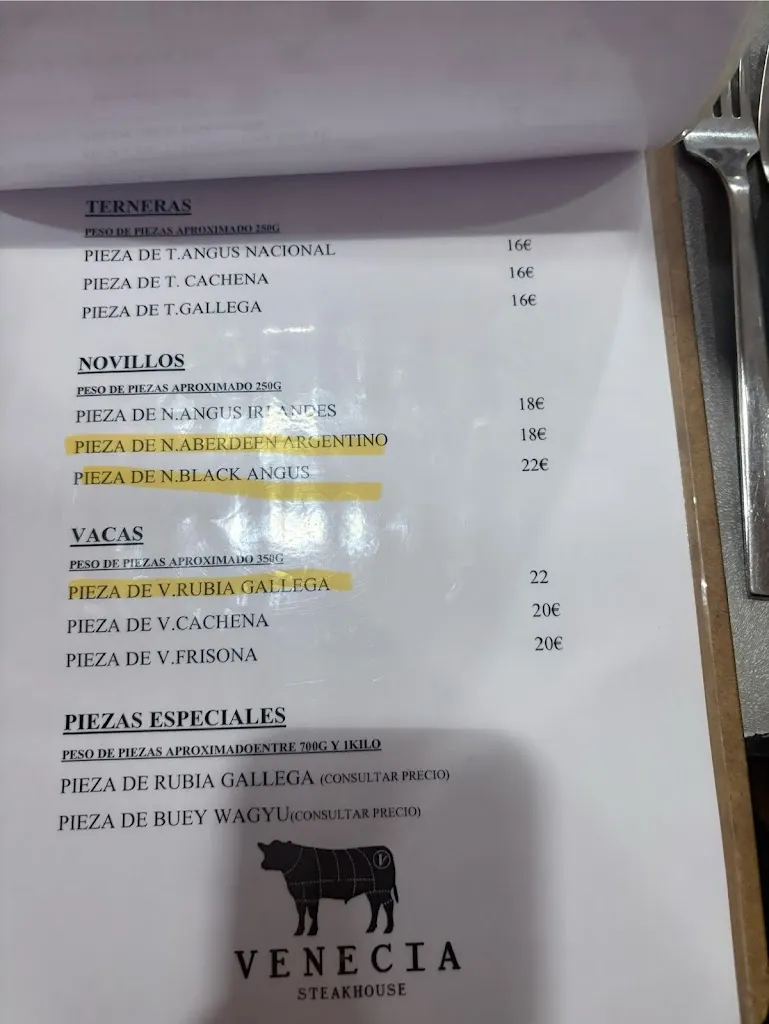 TERNERAS
PESO DE PIEZAS APROXIMADO 250G
PIEZA DE T.ANGUS NACIONAL 16€
PIEZA DE T. CACHENA 16€
PIEZA DE T.GALLEGA 16€
NOVILLOS
PESO DE PIEZAS APROXIMADO 250G
PIEZA DE N.ANGUS IRLANDES 18€
PIEZA DE N.ABERDEEN ARGENTINO 18€
PIEZA DE N.BLACK ANGUS 22€
VACAS
PESO DE PIEZAS APROXIMADO 350G
PIEZA DE V.RUBIA GALLEGA 22
PIEZA DE V.CACHENA 20€
PIEZA DE V.FRISONA 20€
PIEZAS ESPECIALES
PESO DE PIEZAS APROXIMADOENTRE 700G Y 1KILO
PIEZA DE RUBIA GALLEGA (CONSULTAR PRECIO)
PIEZA DE BUEY WAGYU(CONSULTAR PRECIO)
V
VENECIA
STEAKHOUSE